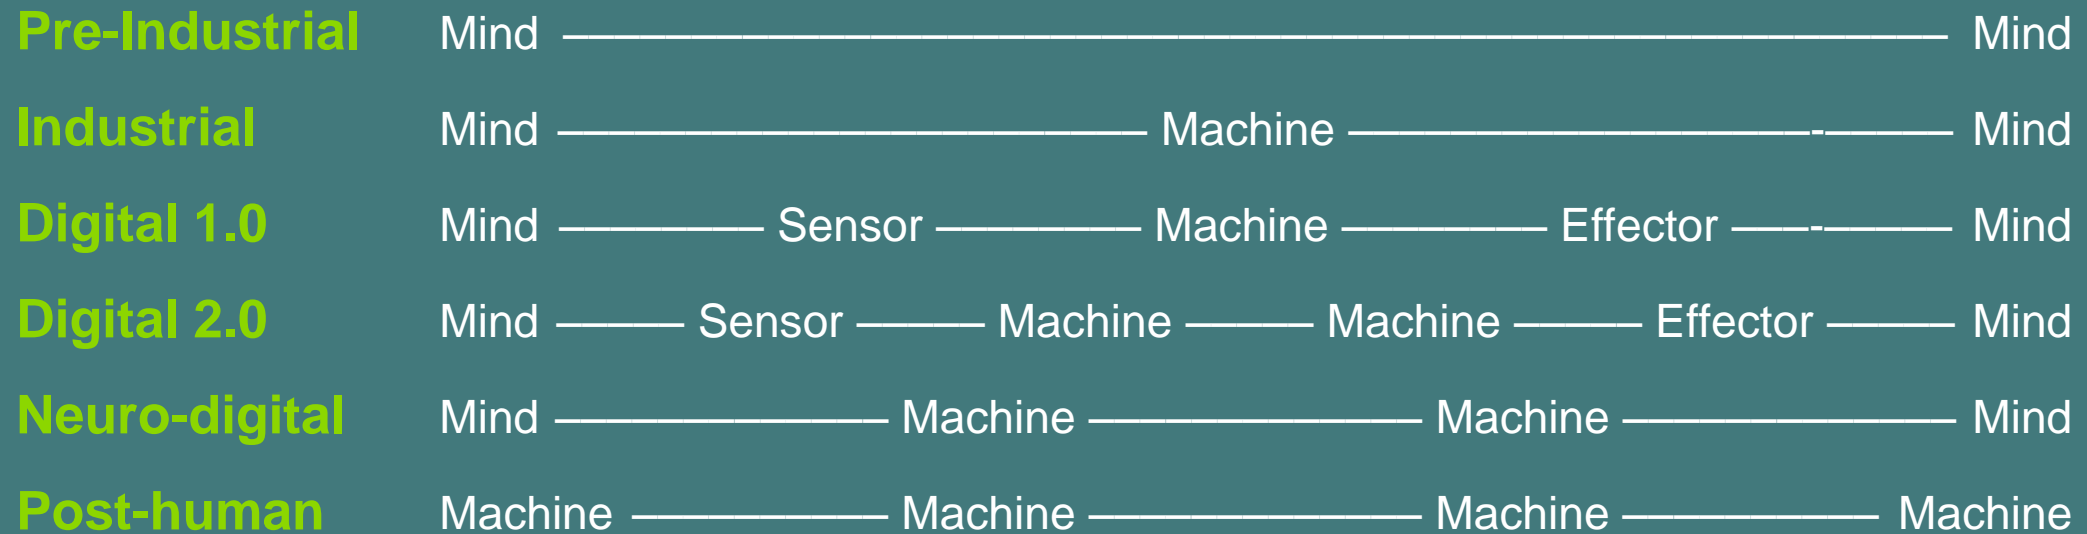 Pre-Industrial Mind –––––––––––––––––––––––––––––––––––––––––––––––––––––– Mind
Industrial Mind ––––––––––––––––––––––– Machine ––––––––––––––––––-––––– Mind
Digital 1.0 Mind –––––––– Sensor –––––––– Machine –––––––– Effector –––-––––– Mind
Digital 2.0 Mind ––––– Sensor ––––– Machine ––––– Machine ––––– Effector ––––– Mind
Neuro-digital Mind ––––––––––––– Machine ––––––––––––– Machine ––––––––––––– Mind
Post-human Machine –––––––––– Machine ––––––––––––– Machine –––––––––– Machine